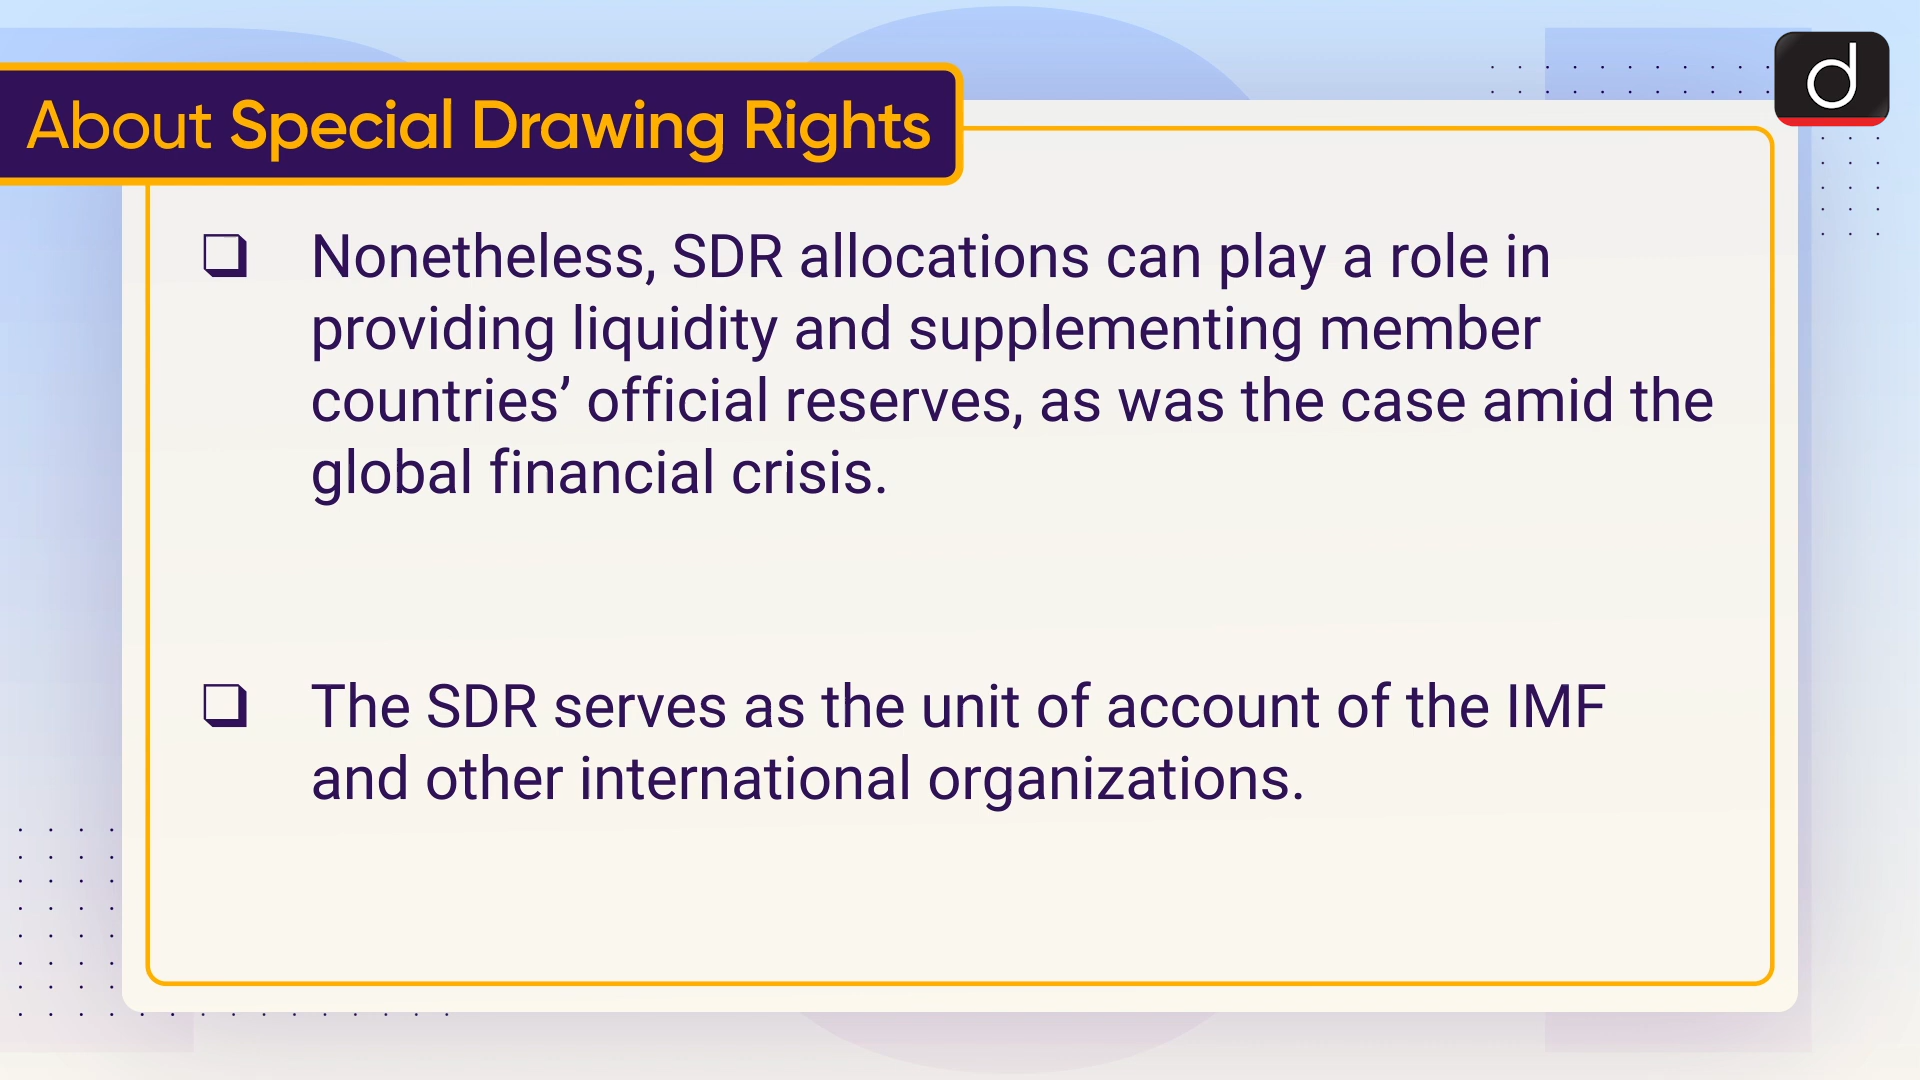 About Special Drawing Rights
d
❑ Nonetheless, SDR allocations can play a role in
providing liquidity and supplementing member
countries’ official reserves, as was the case amid the
global financial crisis.
❑ The SDR serves as the unit of account of the IMF
and other international organizations.